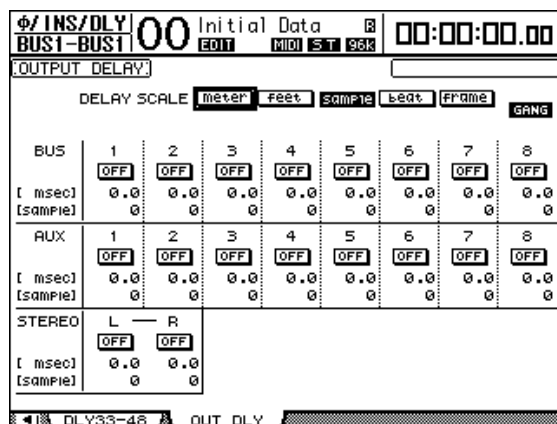 Φ/INS/DLY 00 Initial Data R 00:00:00.00
BUS1-BUS1 EDIT MIDI ST 96k
OUTPUT DELAY
DELAY SCALE meter feet sample beat frame GANG
BUS 1 2 3 4 5 6 7 8
OFF OFF OFF OFF OFF OFF OFF OFF
[ msec] 0.0 0.0 0.0 0.0 0.0 0.0 0.0 0.0
[sample] 0 0 0 0 0 0 0 0
AUX 1 2 3 4 5 6 7 8
OFF OFF OFF OFF OFF OFF OFF OFF
[ msec] 0.0 0.0 0.0 0.0 0.0 0.0 0.0 0.0
[sample] 0 0 0 0 0 0 0 0
STEREO L — R
OFF OFF
[ msec] 0.0 0.0
[sample] 0 0
DLY33-48 OUT DLY